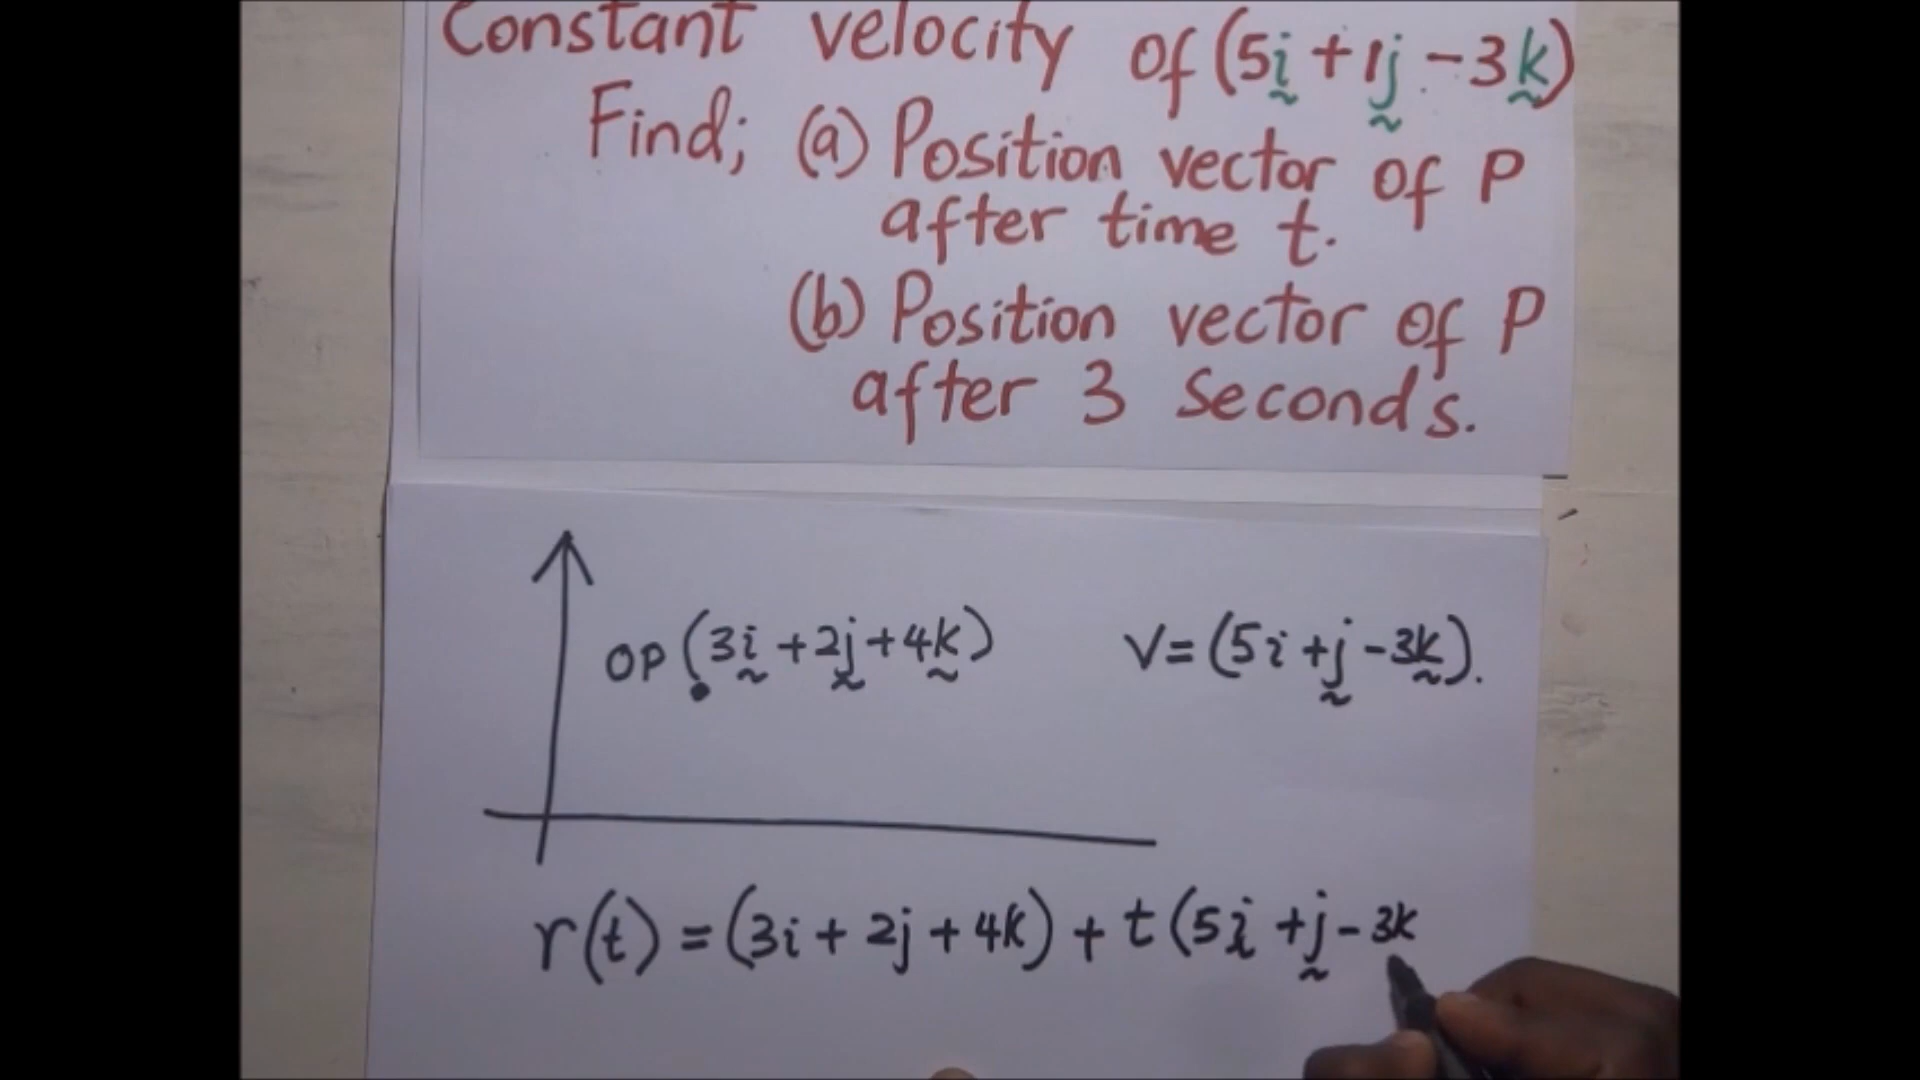 Constant velocity of (5i + 1j - 3k)
Find; (a) Position vector of P
after time t.
(b) Position vector of P
after 3 Seconds.
OP (3i + 2j + 4k) V = (5i + j - 3k).
r(t) = (3i + 2j + 4k) + t (5i + j - 3k